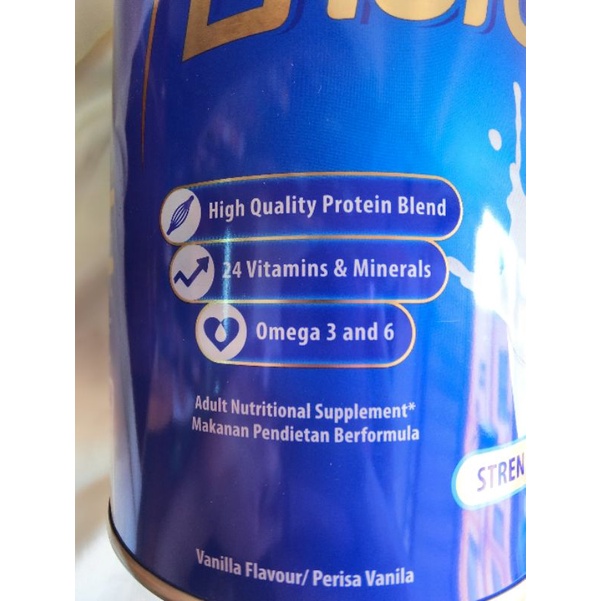 High Quality Protein Blend
24 Vitamins & Minerals
Omega 3 and 6
Adult Nutritional Supplement*
Makanan Pendietan Berformula
STREN
Vanilla Flavour/ Perisa Vanila